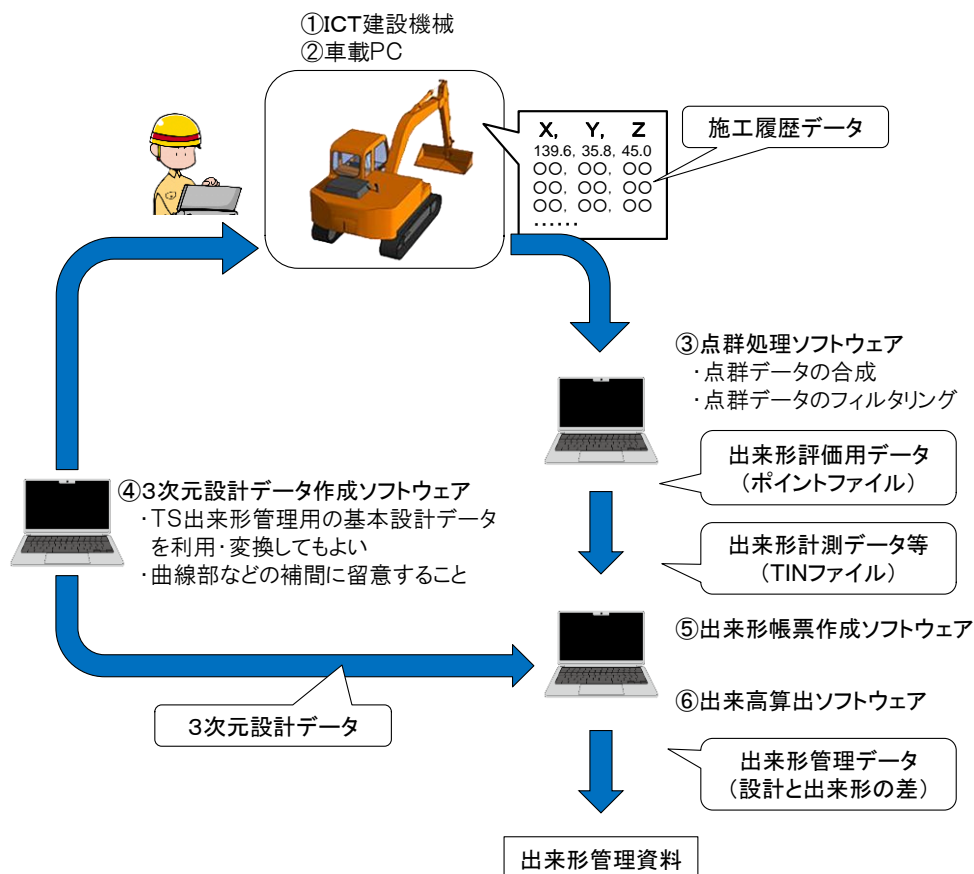 ①ICT建設機械
②車載PC
X, Y, Z
139.6, 35.8, 45.0
○○, ○○, ○○
○○, ○○, ○○
○○, ○○, ○○
‥‥‥
施工履歴データ
③点群処理ソフトウェア
・点群データの合成
・点群データのフィルタリング
出来形評価用データ
（ポイントファイル）
④３次元設計データ作成ソフトウェア
・TS出来形管理用の基本設計データ
を利用・変換してもよい
・曲線部などの補間に留意すること
出来形計測データ等
（TINファイル）
⑤出来形帳票作成ソフトウェア
⑥出来高算出ソフトウェア
３次元設計データ
出来形管理データ
（設計と出来形の差）
出来形管理資料